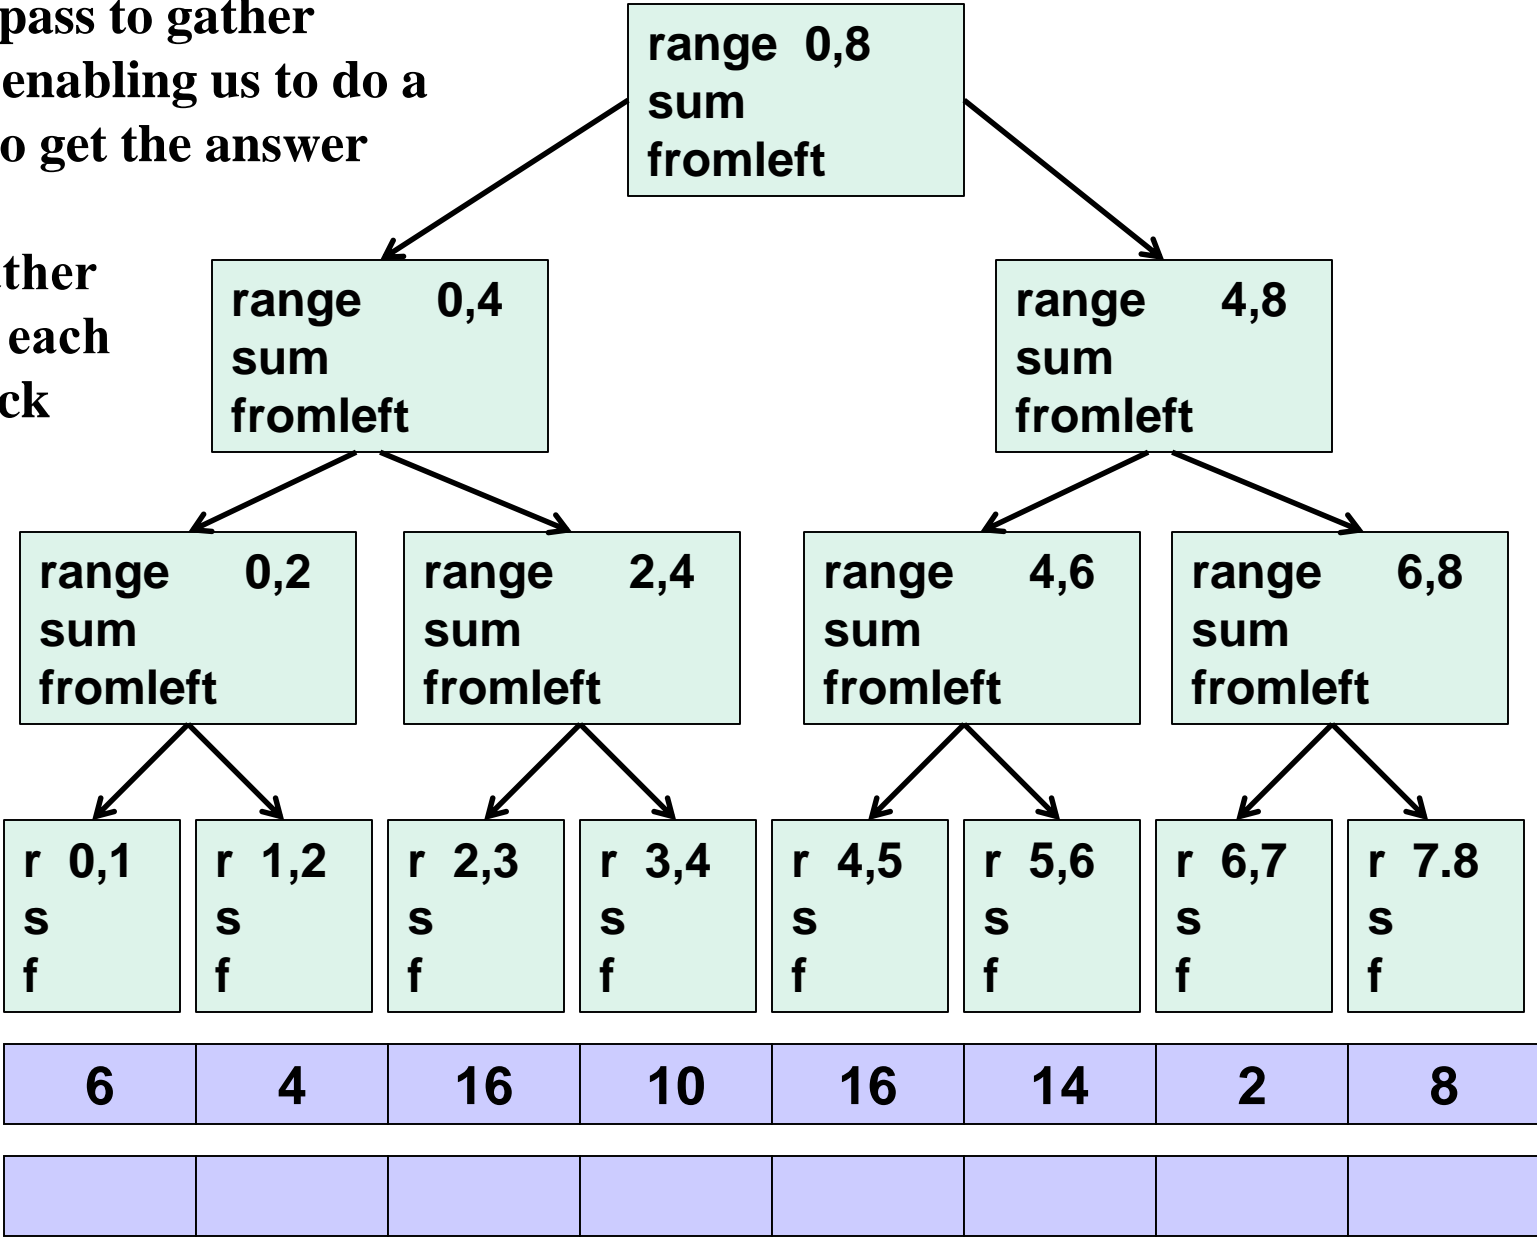 pass to gather
enabling us to do a
o get the answer
ther
each
ck
range 0,8
sum
fromleft
range 0,4
sum
fromleft
range 4,8
sum
fromleft
range 0,2
sum
fromleft
range 2,4
sum
fromleft
range 4,6
sum
fromleft
range 6,8
sum
fromleft
r 0,1
s
f
r 1,2
s
f
r 2,3
s
f
r 3,4
s
f
r 4,5
s
f
r 5,6
s
f
r 6,7
s
f
r 7.8
s
f
6 4 16 10 16 14 2 8